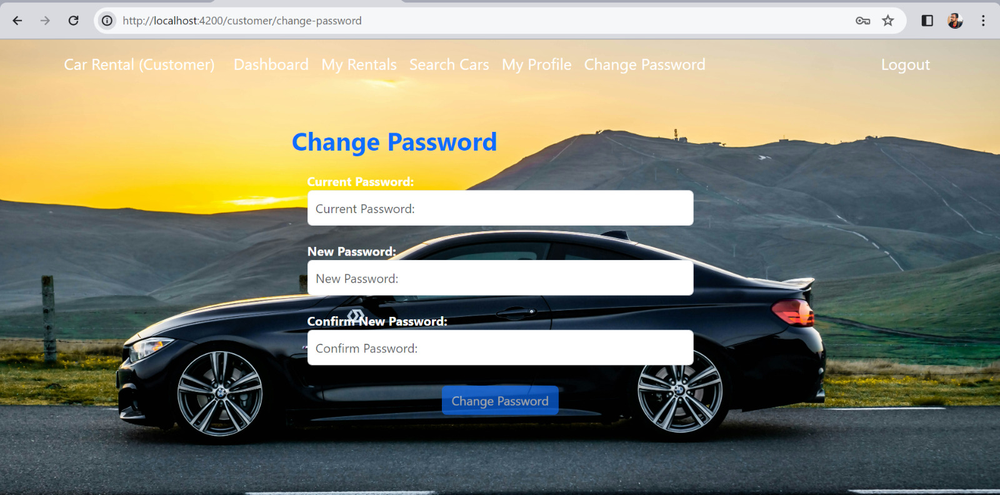 http://localhost:4200/customer/change-password
Car Rental (Customer) Dashboard My Rentals Search Cars My Profile Change Password Logout
Change Password
Current Password:
Current Password:
New Password:
New Password:
Confirm New Password:
Confirm Password:
Change Password